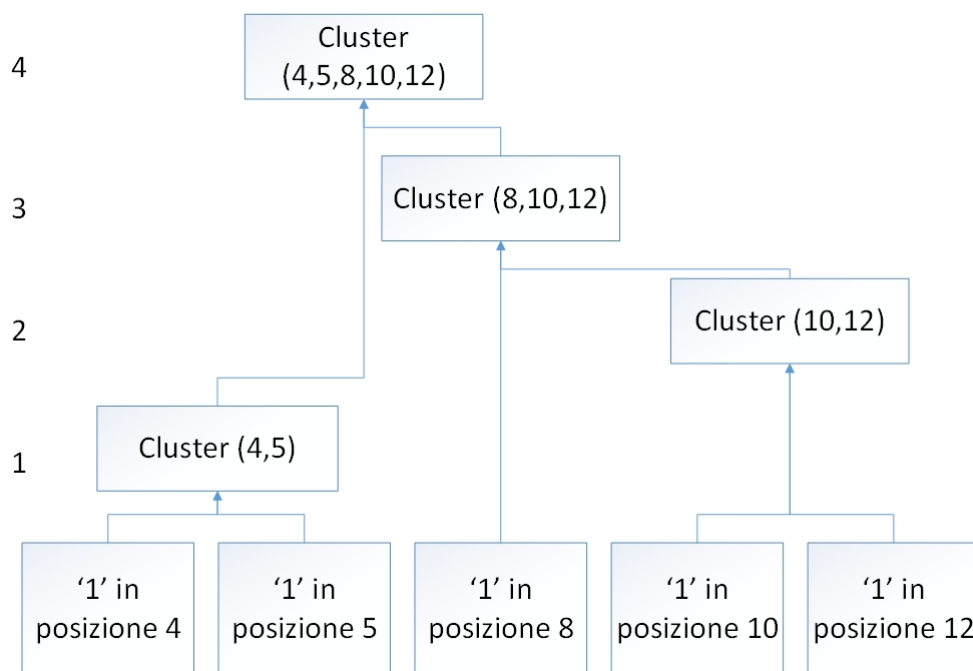 4
Cluster
(4,5,8,10,12)
3
Cluster (8,10,12)
2
Cluster (10,12)
1
Cluster (4,5)
‘1’ in
posizione 4
‘1’ in
posizione 5
‘1’ in
posizione 8
‘1’ in
posizione 10
‘1’ in
posizione 12